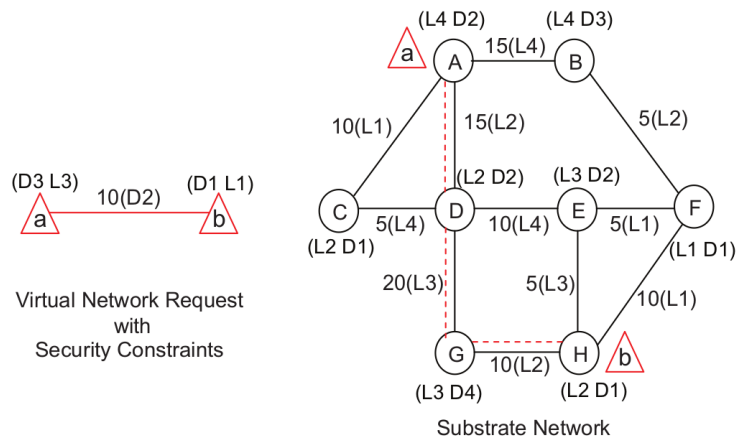 (L4 D2)
(L4 D3)
a
A
15(L4)
B
10(L1)
15(L2)
5(L2)
(D3 L3)
10(D2)
(D1 L1)
a
b
(L2 D2)
(L3 D2)
C
5(L4)
D
10(L4)
E
5(L1)
F
(L2 D1)
(L1 D1)
20(L3)
5(L3)
10(L1)
Virtual Network Request
with
Security Constraints
G
10(L2)
H
b
(L3 D4)
(L2 D1)
Substrate Network